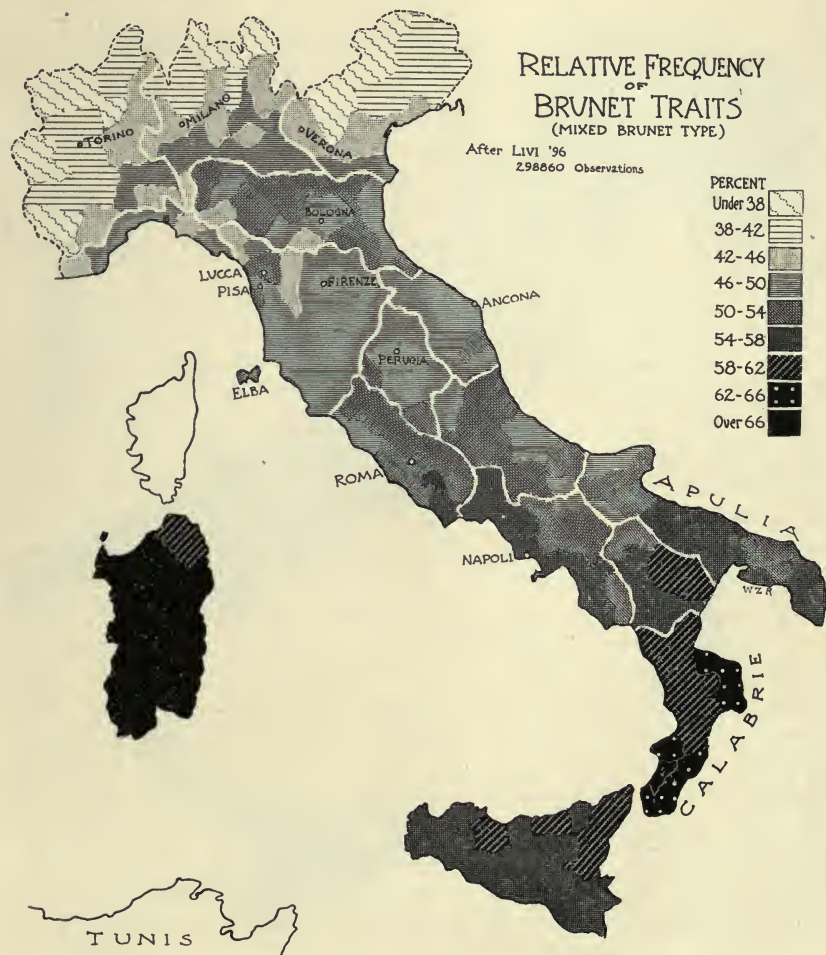 RELATIVE FREQUENCY
OF
BRUNET TRAITS
(MIXED BRUNET TYPE)
After LIVI '96
298860 Observations
PERCENT
Under 38
38-42
42-46
46-50
50-54
54-58
58-62
62-66
Over 66
MILANO
TORINO
VERONA
BOLOGNA
LUCCA
PISA
FIRENZE
ANCONA
PERUGIA
ELBA
ROMA
APULIA
NAPOLI
WZR
CALABRIE
TUNIS